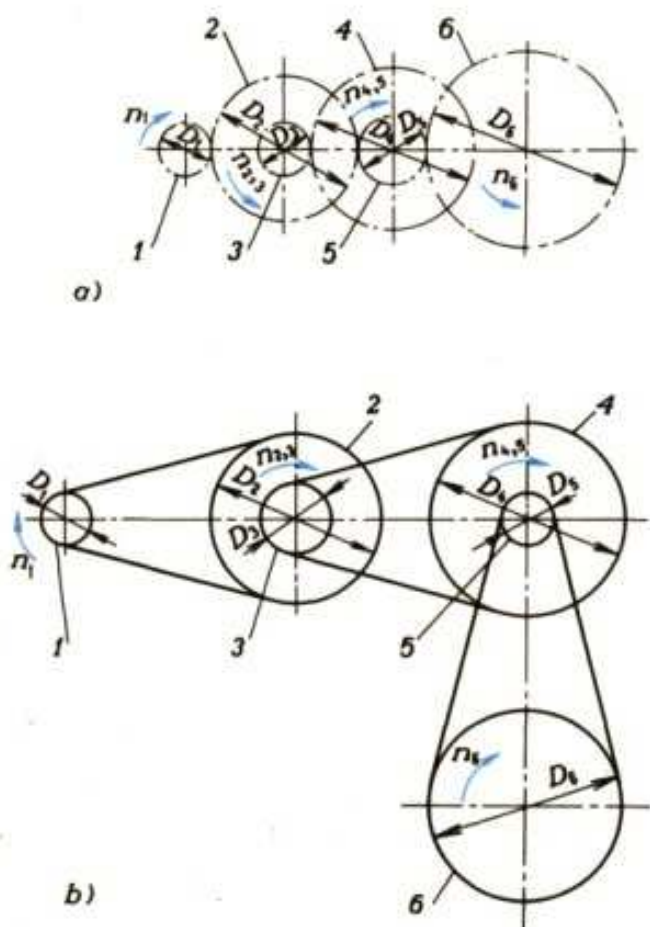 2 4 6
n₁ D₁ D₂ D₃ n₂,₃ n₄,₅ D₄ D₅ D₆ n₆
1 3 5
a)
2 4
n₂,₃ n₄,₅
D₁ D₂ D₄ D₅
D₃
n₁
1 3 5
n₆ D₆
b) 6